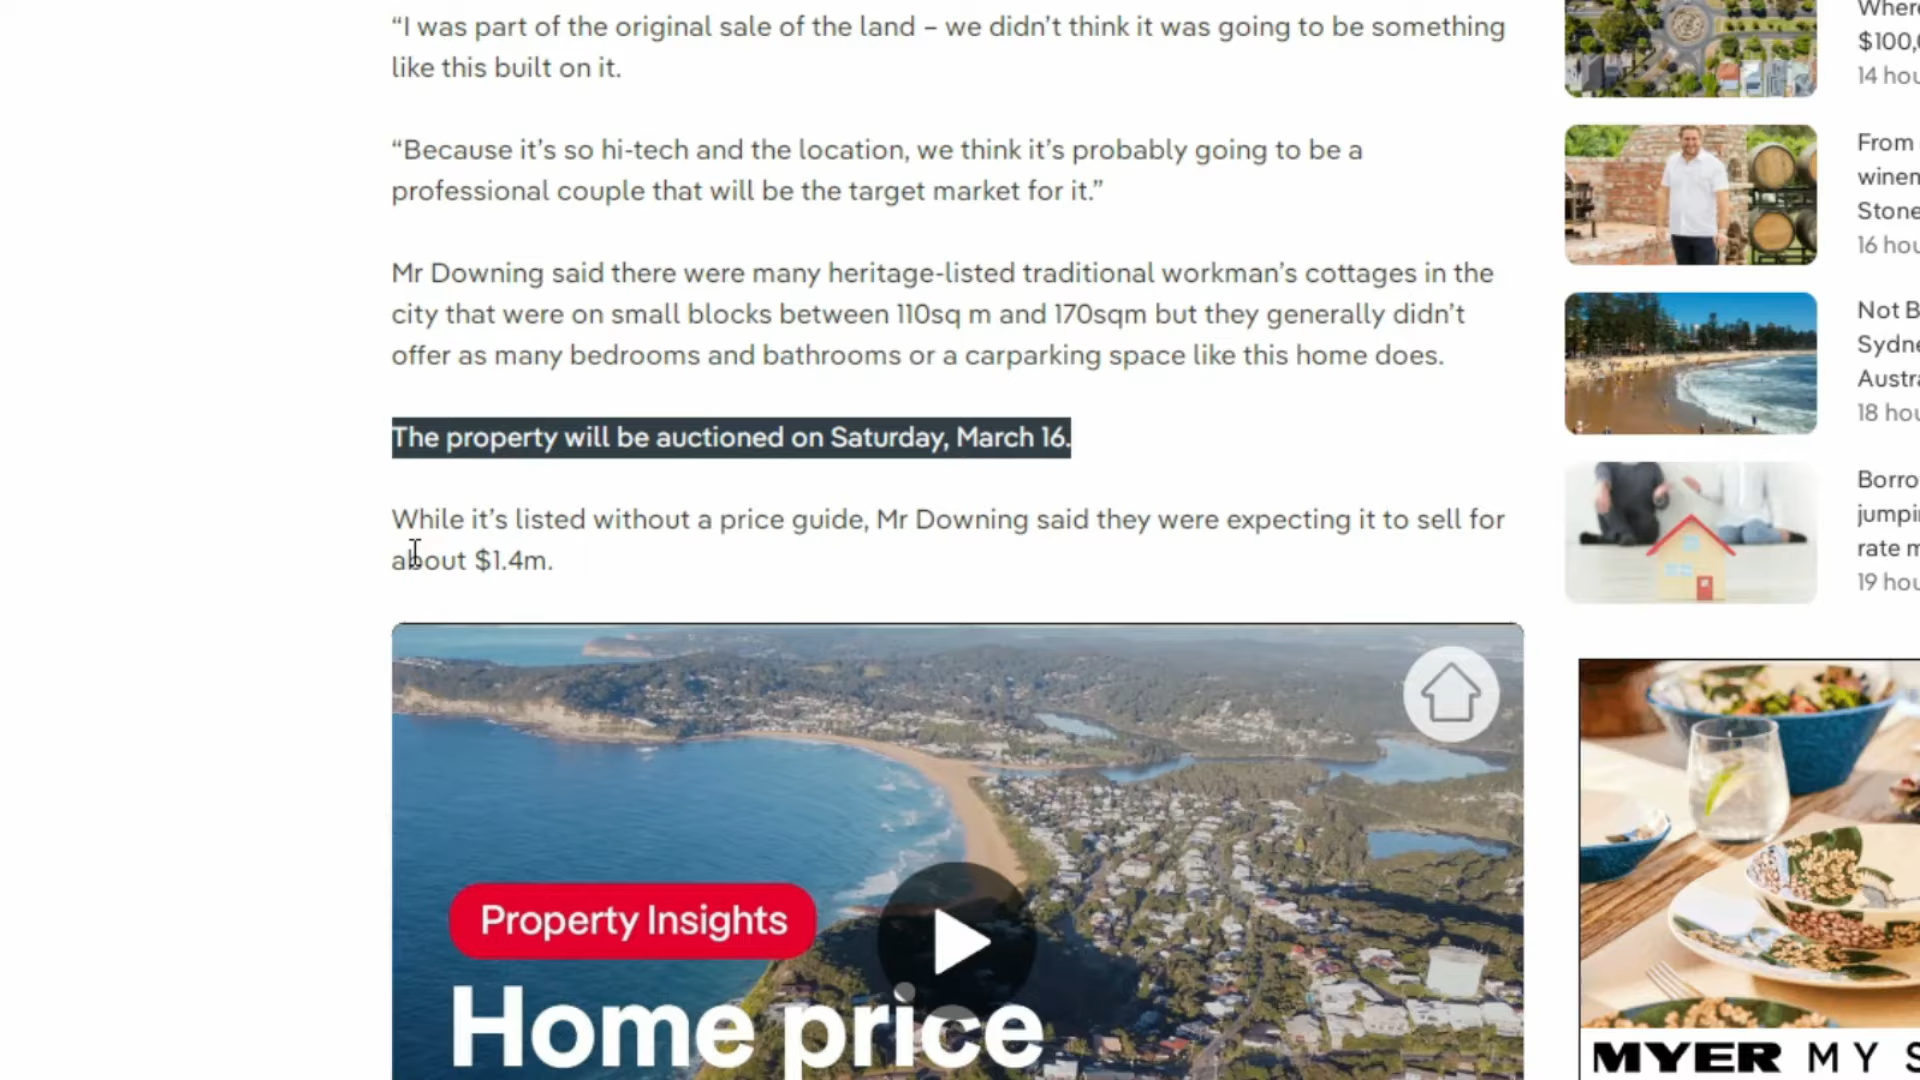 “I was part of the original sale of the land – we didn’t think it was going to be something
like this built on it.
“Because it’s so hi-tech and the location, we think it’s probably going to be a
professional couple that will be the target market for it.”
Mr Downing said there were many heritage-listed traditional workman’s cottages in the
city that were on small blocks between 110sq m and 170sqm but they generally didn’t
offer as many bedrooms and bathrooms or a carparking space like this home does.
The property will be auctioned on Saturday, March 16.
While it’s listed without a price guide, Mr Downing said they were expecting it to sell for
about $1.4m.
Property Insights
Home price
Where
$100,
14 hou
From
winem
Stone
16 hou
Not B
Sydne
Austra
18 hou
Borro
jumpi
rate m
19 hou
MYER MY S